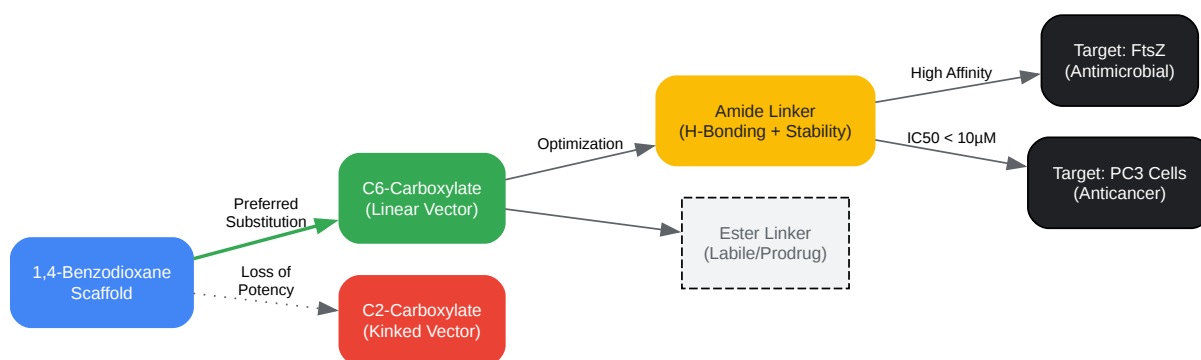 1,4-Benzodioxane
Scaffold
Preferred
Substitution
Loss of
Potency
C6-Carboxylate
(Linear Vector)
C2-Carboxylate
(Kinked Vector)
Optimization
Amide Linker
(H-Bonding + Stability)
Ester Linker
(Labile/Prodrug)
High Affinity
IC50 < 10µM
Target: FtsZ
(Antimicrobial)
Target: PC3 Cells
(Anticancer)